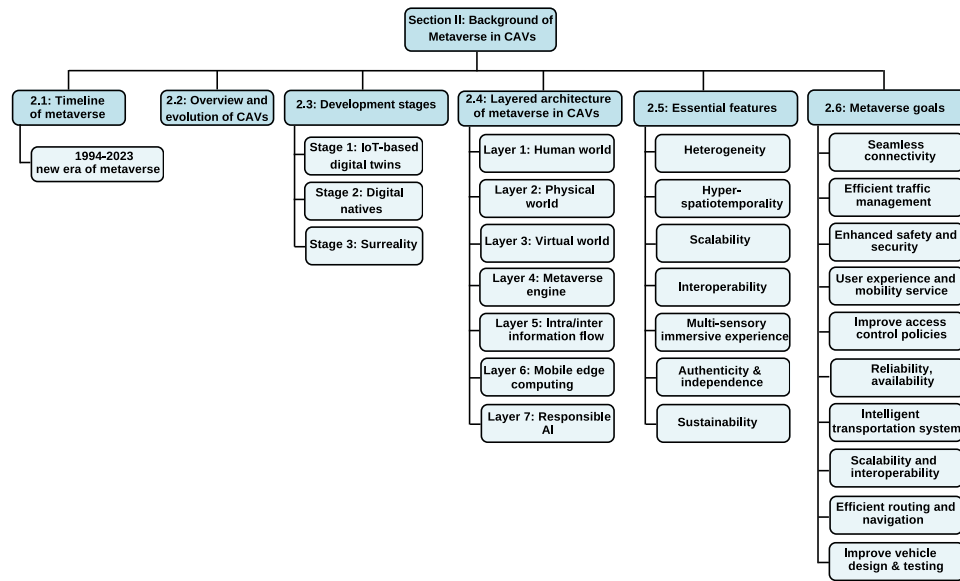 Section II: Background of
Metaverse in CAVs
2.1: Timeline
of metaverse
1994-2023
new era of metaverse
2.2: Overview and
evolution of CAVs
2.3: Development stages
Stage 1: IoT-based
digital twins
Stage 2: Digital
natives
Stage 3: Surreality
2.4: Layered architecture
of metaverse in CAVs
Layer 1: Human world
Layer 2: Physical
world
Layer 3: Virtual world
Layer 4: Metaverse
engine
Layer 5: Intra/inter
information flow
Layer 6: Mobile edge
computing
Layer 7: Responsible
AI
2.5: Essential features
Heterogeneity
Hyper-
spatiotemporality
Scalability
Interoperability
Multi-sensory
immersive experience
Authenticity &
independence
Sustainability
2.6: Metaverse goals
Seamless
connectivity
Efficient traffic
management
Enhanced safety and
security
User experience and
mobility service
Improve access
control policies
Reliability,
availability
Intelligent
transportation system
Scalability and
interoperability
Efficient routing and
navigation
Improve vehicle
design & testing